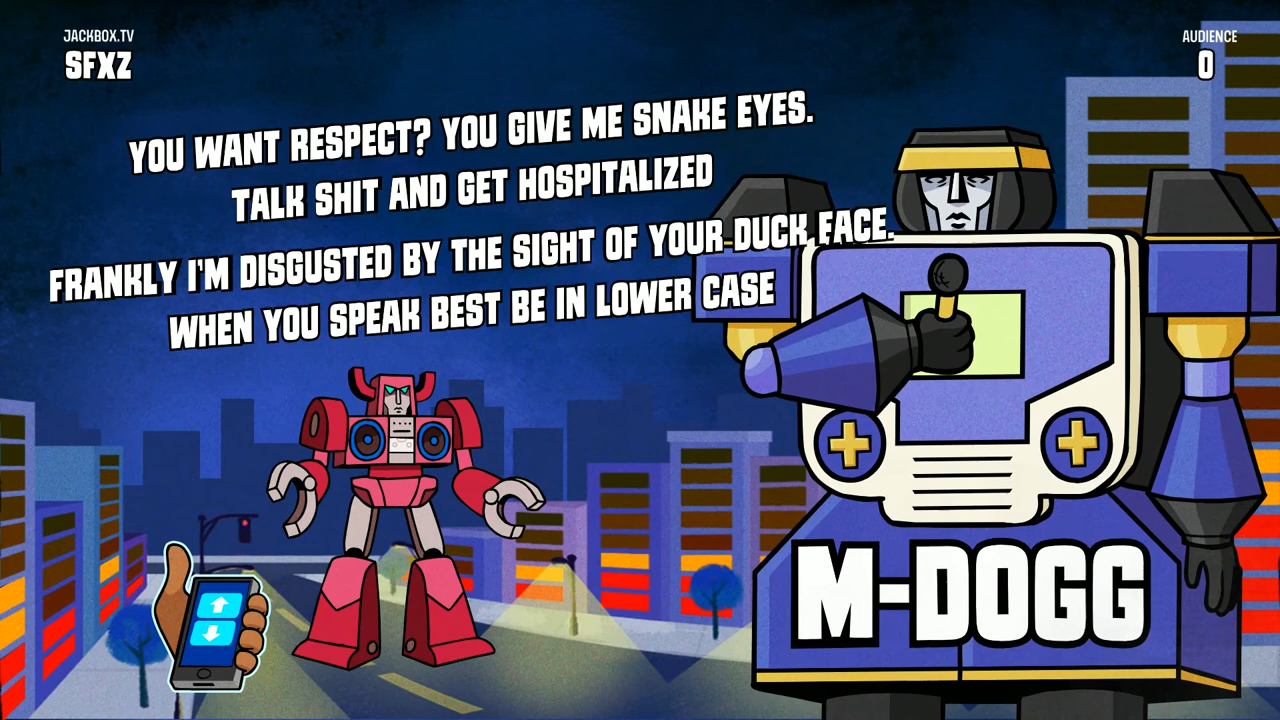 JACKBOX.TV
SFXZ
AUDIENCE
0
YOU WANT RESPECT? YOU GIVE ME SNAKE EYES.
TALK SHIT AND GET HOSPITALIZED
FRANKLY I'M DISGUSTED BY THE SIGHT OF YOUR DUCK FACE.
WHEN YOU SPEAK BEST BE IN LOWER CASE
M-DOGG